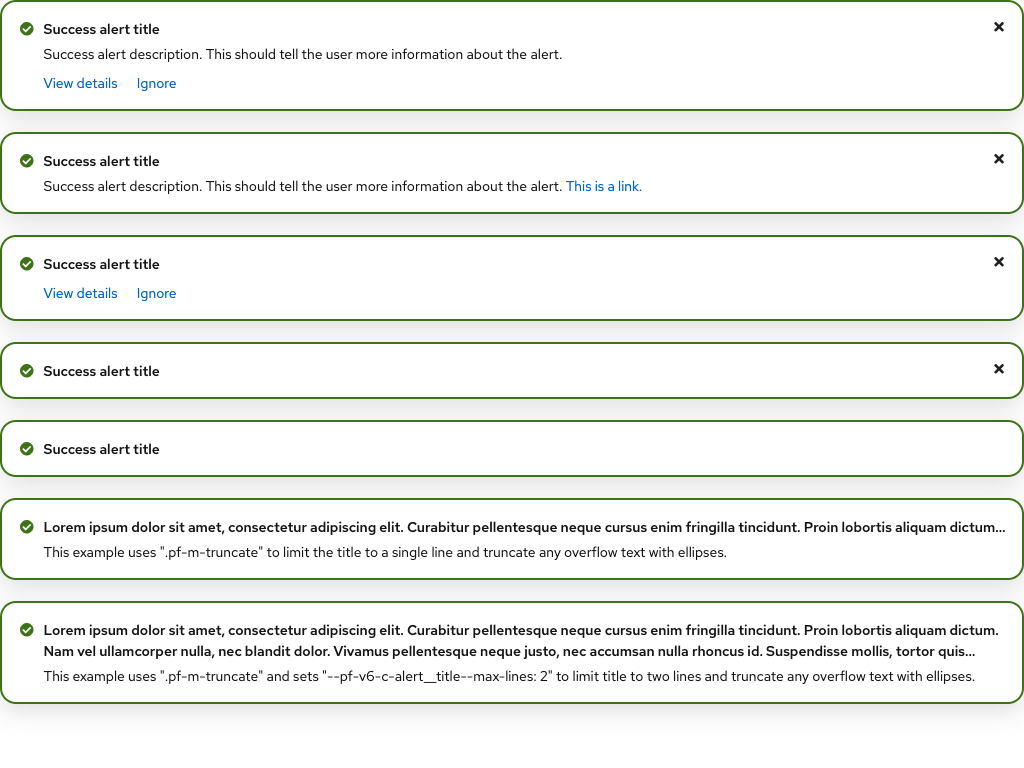 Success alert title
Success alert description. This should tell the user more information about the alert.
View details Ignore
Success alert title
Success alert description. This should tell the user more information about the alert. This is a link.
Success alert title
View details Ignore
Success alert title
Success alert title
Lorem ipsum dolor sit amet, consectetur adipiscing elit. Curabitur pellentesque neque cursus enim fringilla tincidunt. Proin lobortis aliquam dictum...
This example uses ".pf-m-truncate" to limit the title to a single line and truncate any overflow text with ellipses.
Lorem ipsum dolor sit amet, consectetur adipiscing elit. Curabitur pellentesque neque cursus enim fringilla tincidunt. Proin lobortis aliquam dictum.
Nam vel ullamcorper nulla, nec blandit dolor. Vivamus pellentesque neque justo, nec accumsan nulla rhoncus id. Suspendisse mollis, tortor quis...
This example uses ".pf-m-truncate" and sets "--pf-v6-c-alert__title--max-lines: 2" to limit title to two lines and truncate any overflow text with ellipses.